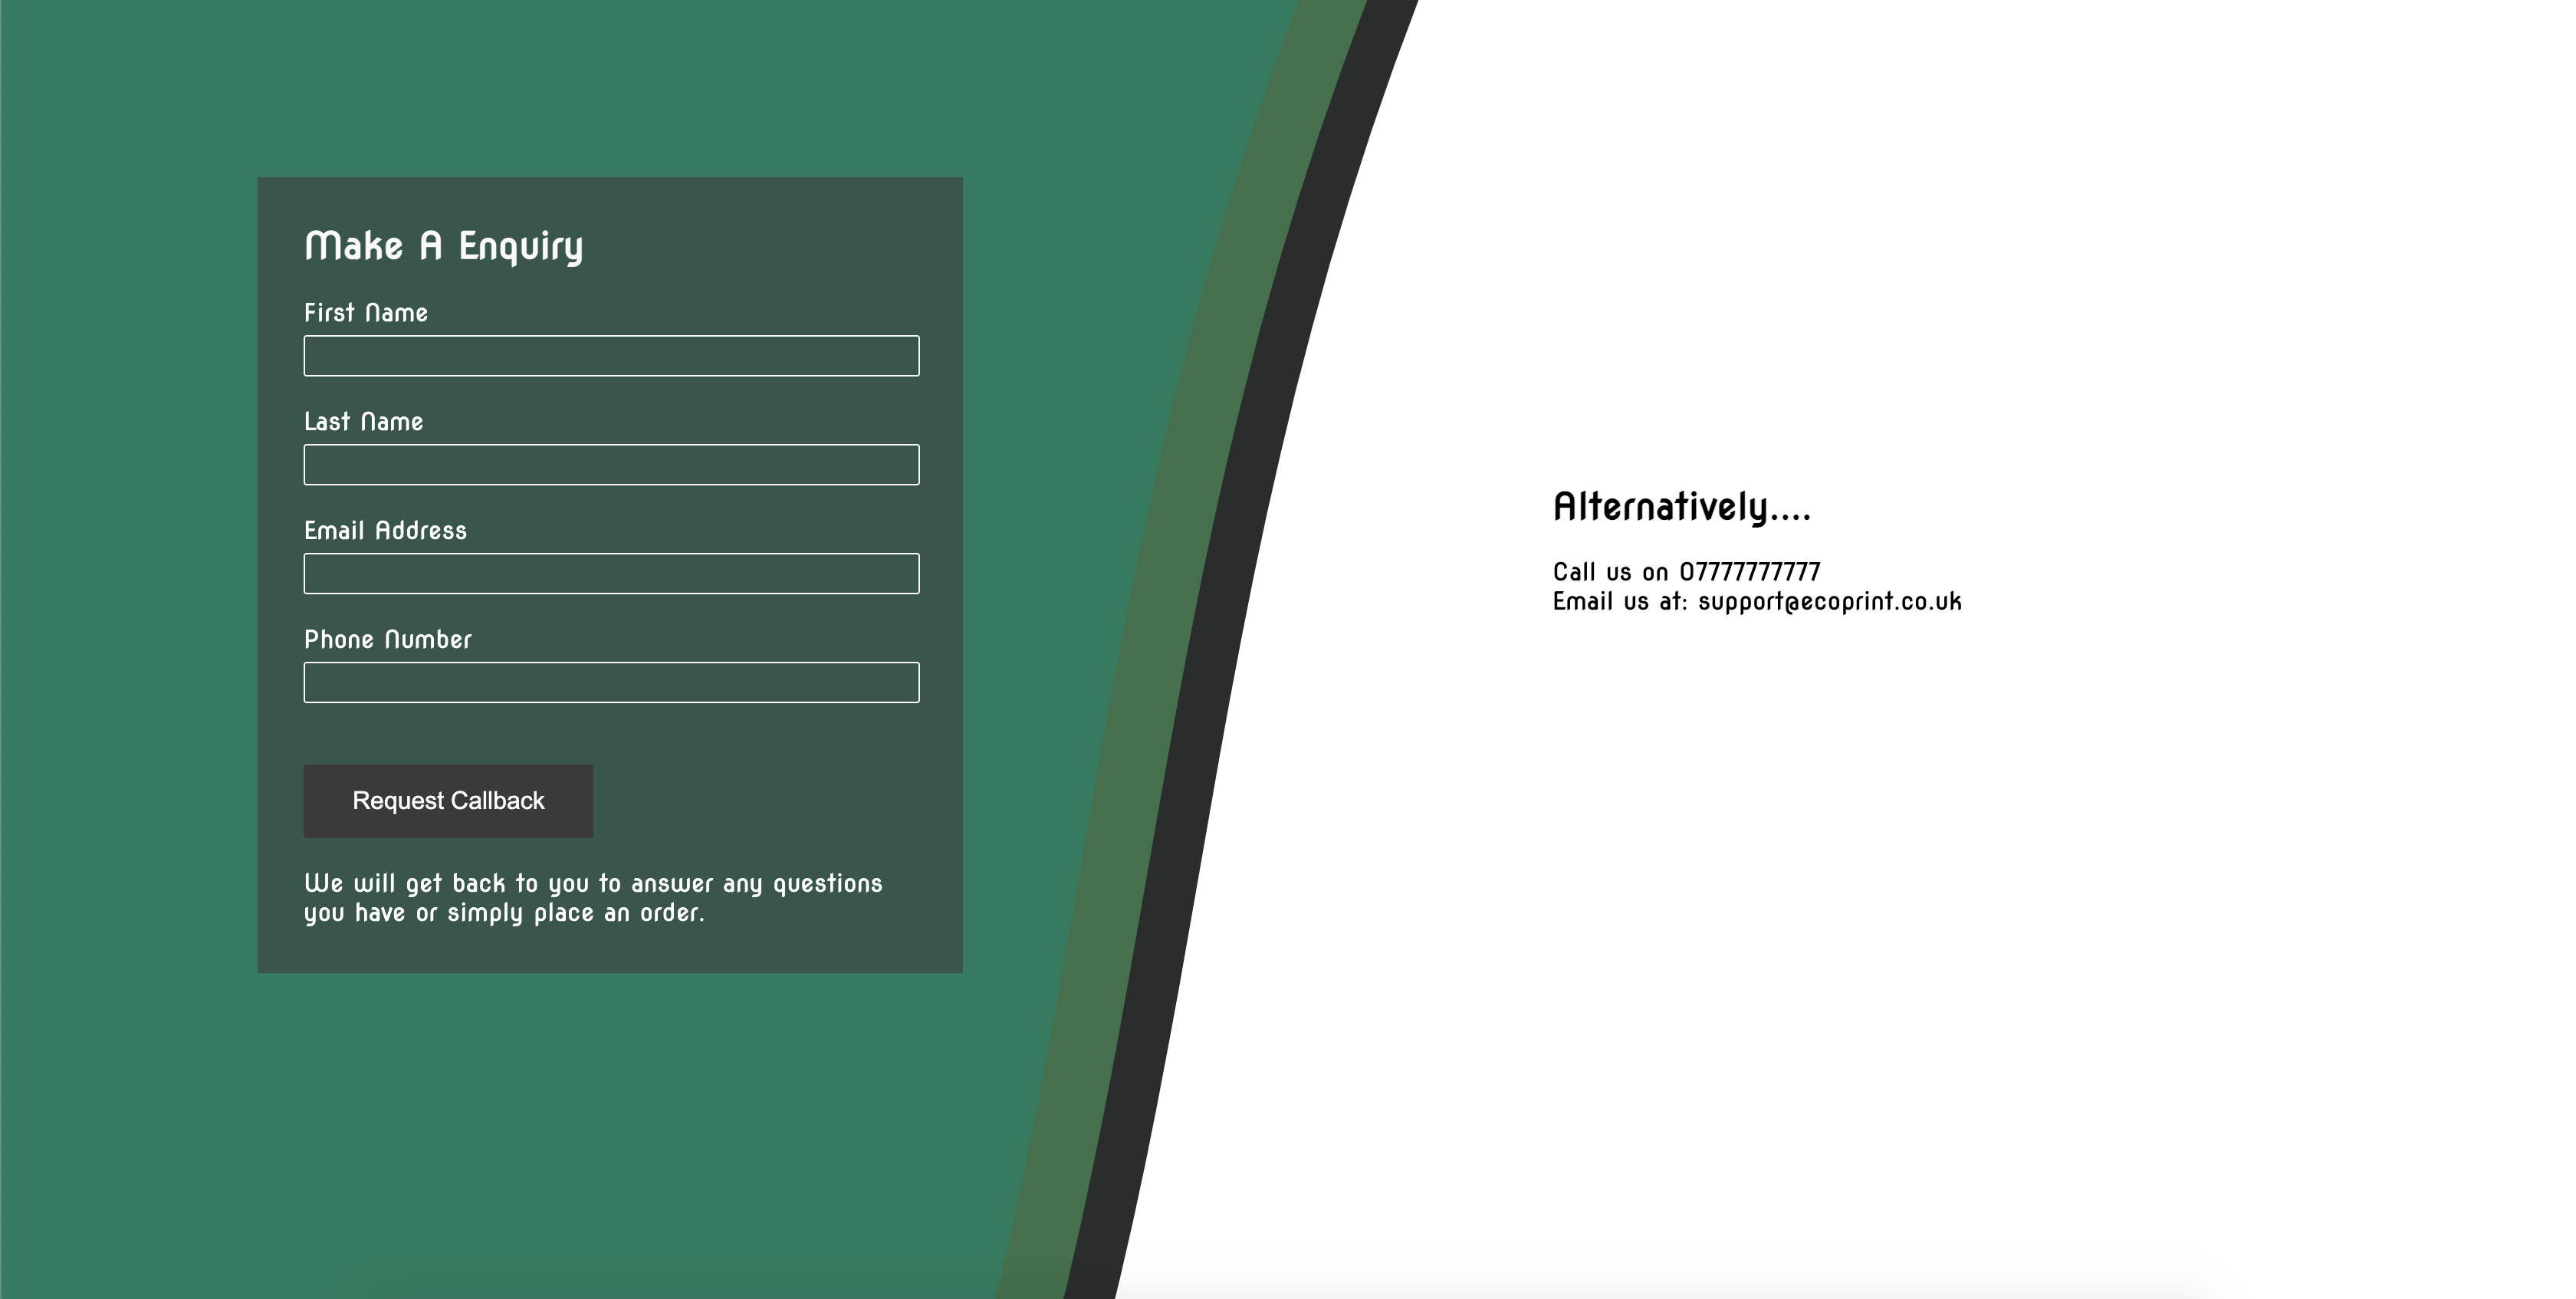 Make A Enquiry
First Name
Last Name
Email Address
Phone Number
Request Callback
We will get back to you to answer any questions
you have or simply place an order.
Alternatively....
Call us on 07777777777
Email us at: support@ecoprint.co.uk